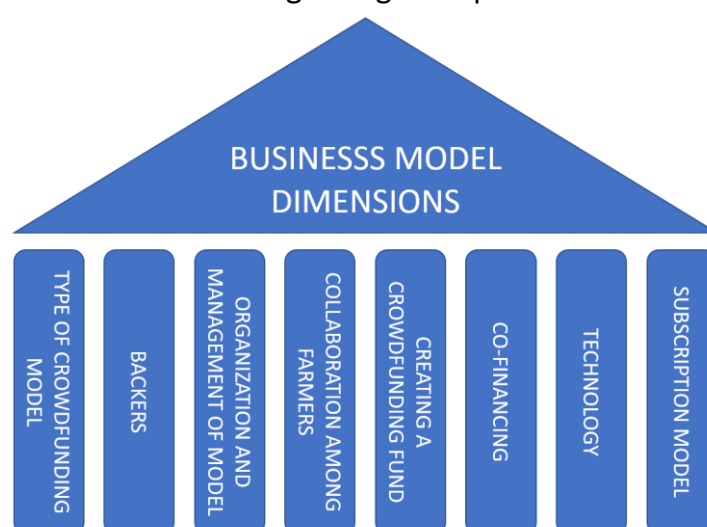 BUSINESSS MODEL
DIMENSIONS
TYPE OF CROWDFUNDING
MODEL
BACKERS
ORGANIZATION AND
MANAGEMENT OF MODEL
COLLABORATION AMONG
FARMERS
CREATING A
CROWDFUNDING FUND
CO-FINANCING
TECHNOLOGY
SUBSCRIPTION MODEL